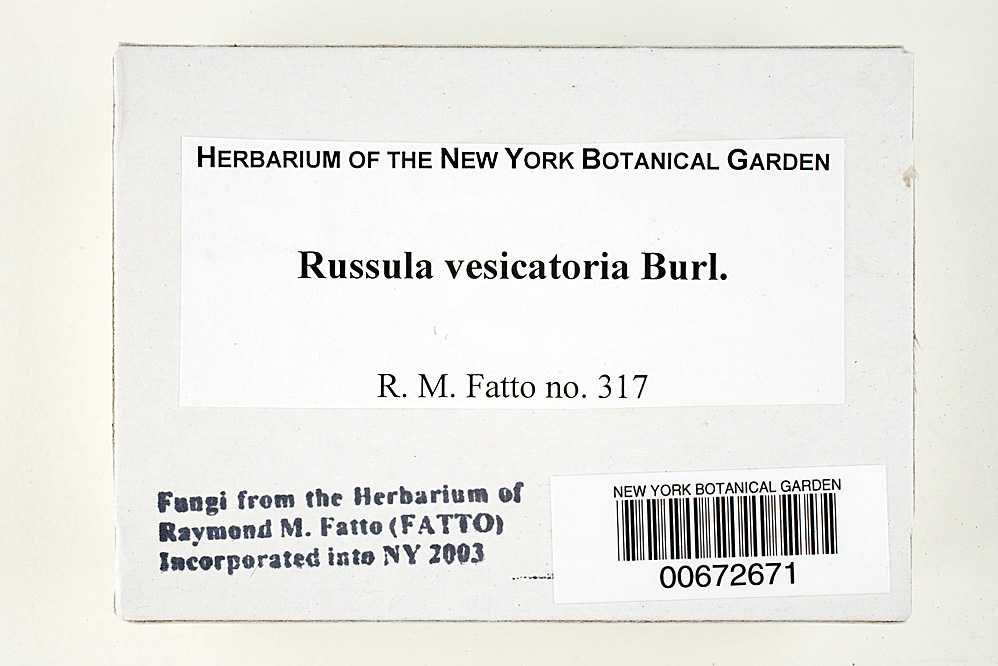 HERBARIUM OF THE NEW YORK BOTANICAL GARDEN
Russula vesicatoria Burl.
R. M. Fatto no. 317
Fungi from the Herbarium of
Raymond M. Fatto (FATTO)
Incorporated into NY 2003
NEW YORK BOTANICAL GARDEN
00672671